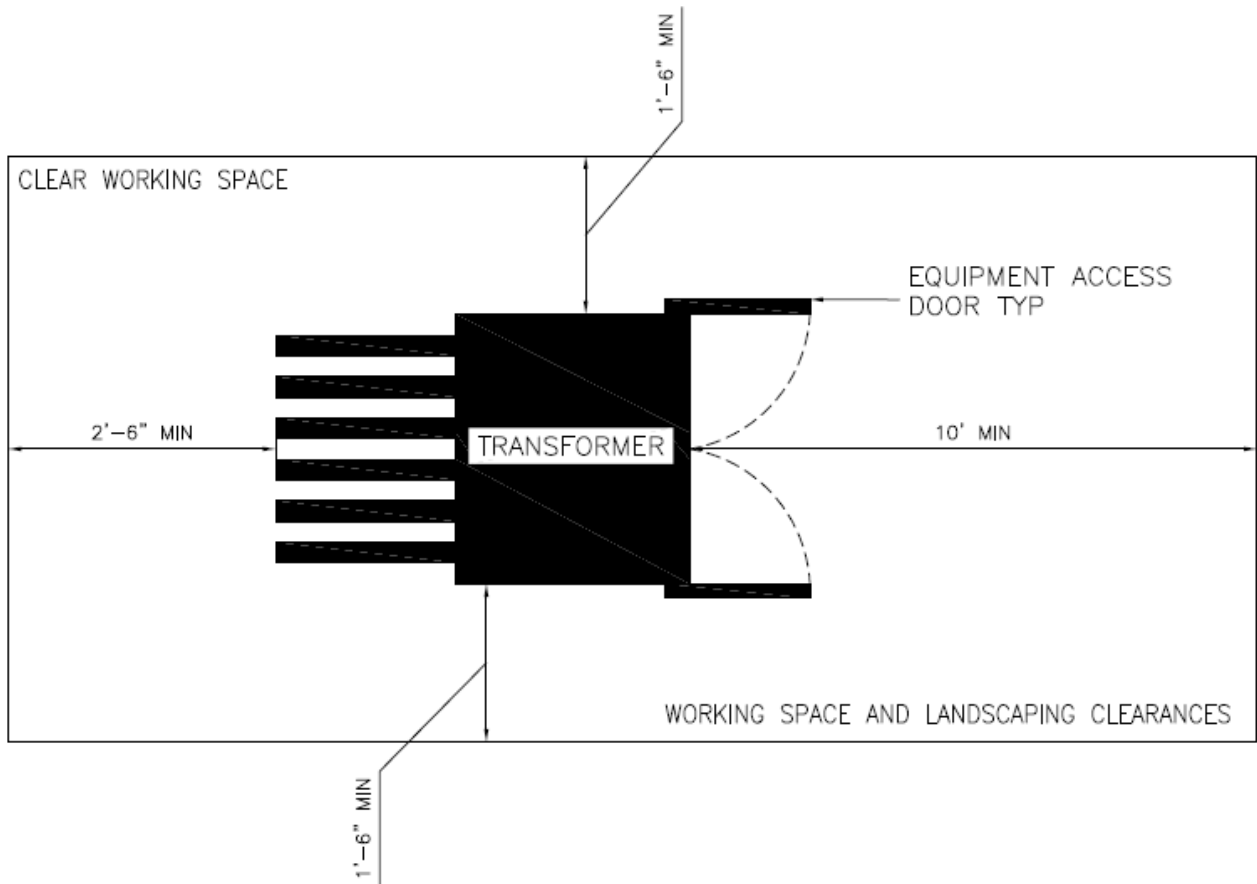 1'-6" MIN
CLEAR WORKING SPACE
EQUIPMENT ACCESS
DOOR TYP
2'-6" MIN
TRANSFORMER
10' MIN
WORKING SPACE AND LANDSCAPING CLEARANCES
1'-6" MIN